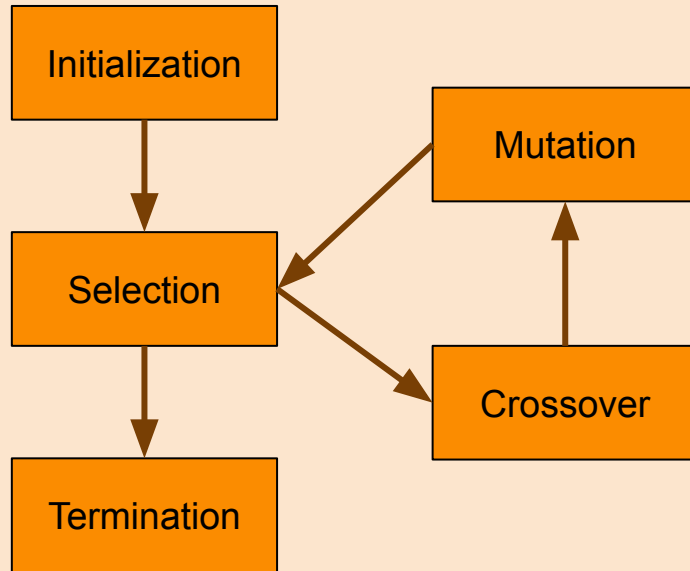 Initialization
Mutation
Selection
Crossover
Termination